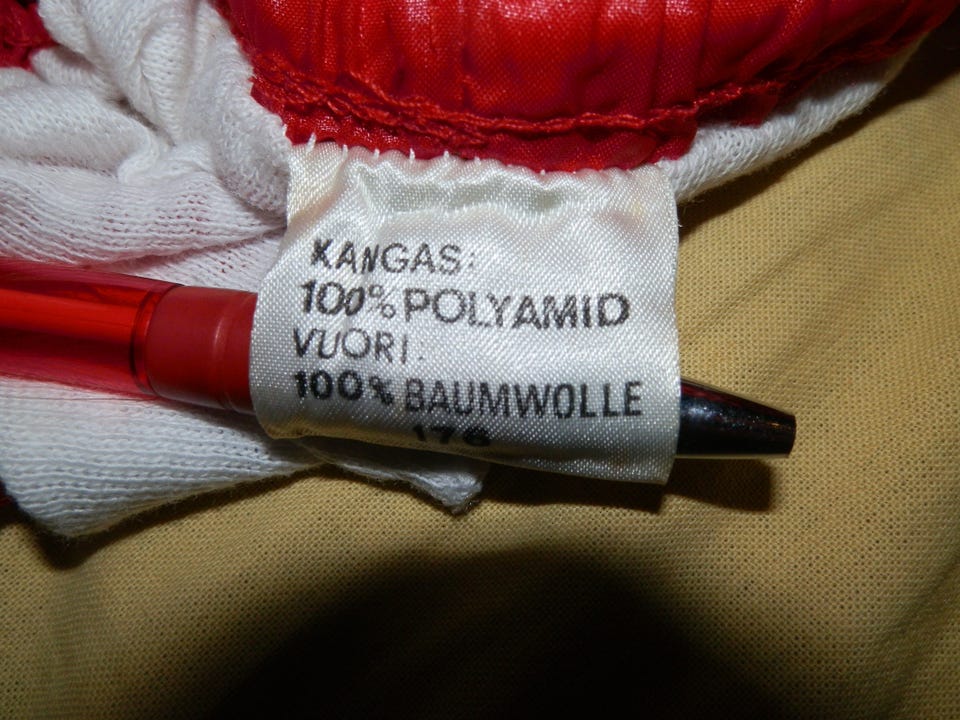 KANGAS:
100% POLYAMID
VUORI:
100% BAUMWOLLE
176